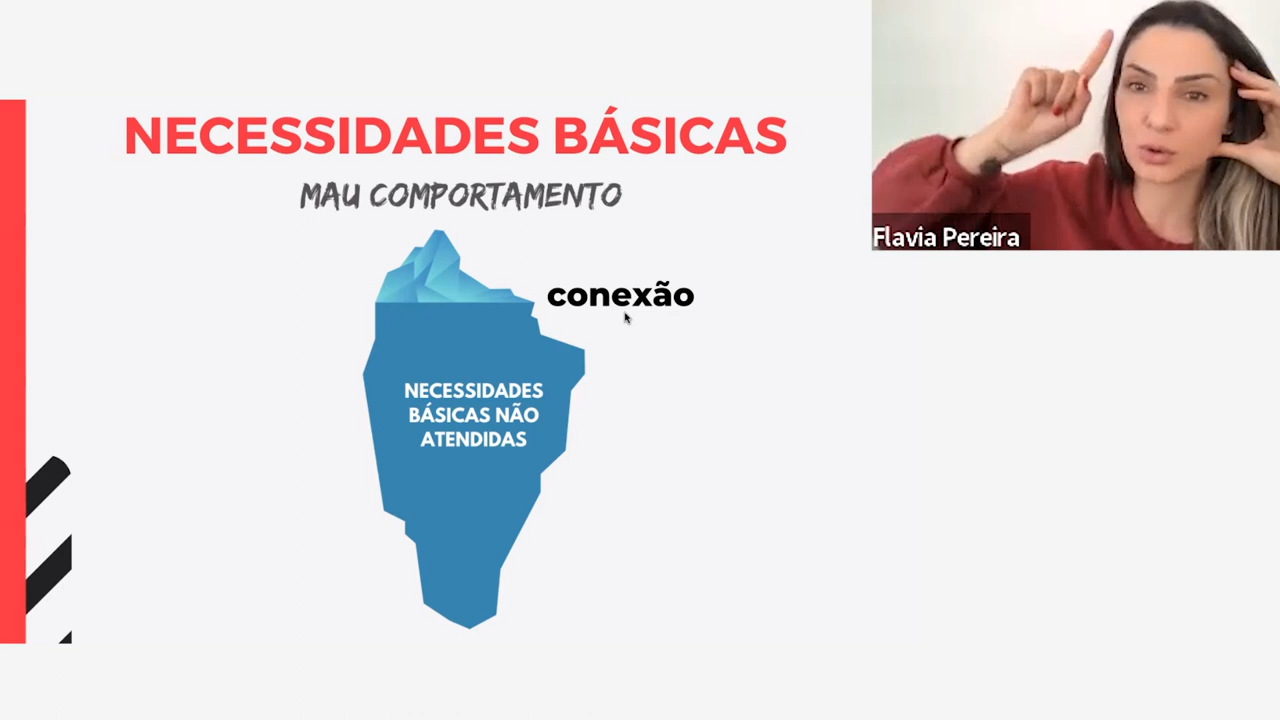 NECESSIDADES BÁSICAS
MAU COMPORTAMENTO
conexão
NECESSIDADES
BÁSICAS NÃO
ATENDIDAS
Flavia Pereira